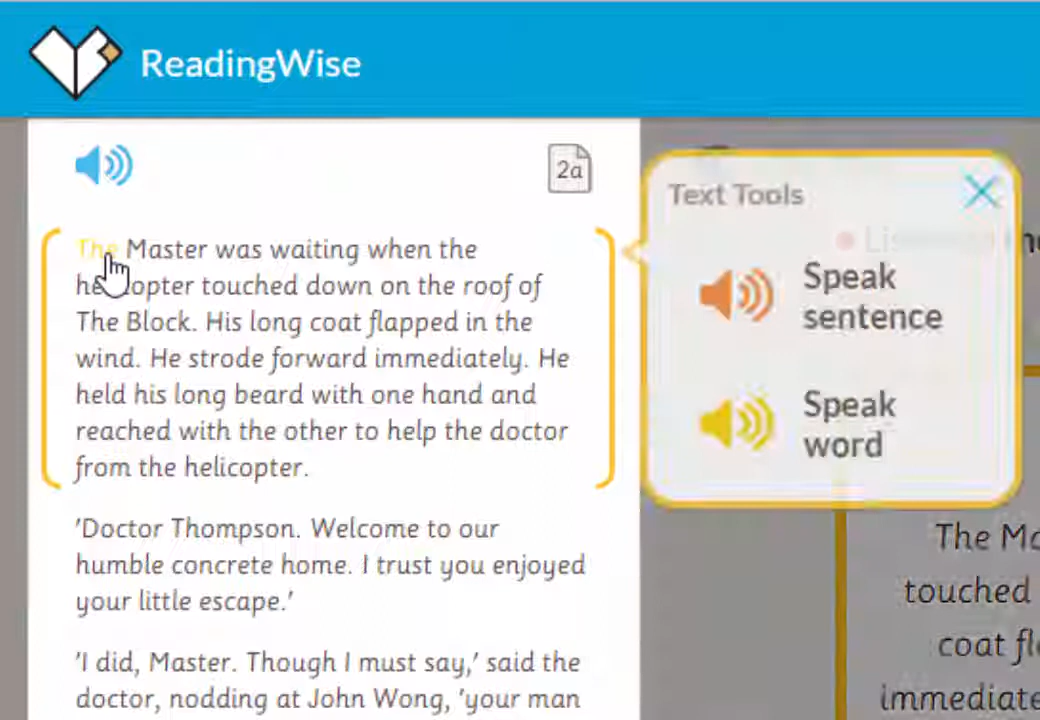 ReadingWise
2a
The Master was waiting when the
helicopter touched down on the roof of
The Block. His long coat flapped in the
wind. He strode forward immediately. He
held his long beard with one hand and
reached with the other to help the doctor
from the helicopter.
'Doctor Thompson. Welcome to our
humble concrete home. I trust you enjoyed
your little escape.'
'I did, Master. Though I must say,' said the
doctor, nodding at John Wong, 'your man
Text Tools
Speak
sentence
Speak
word
The Ma
touched
coat fl
immediate